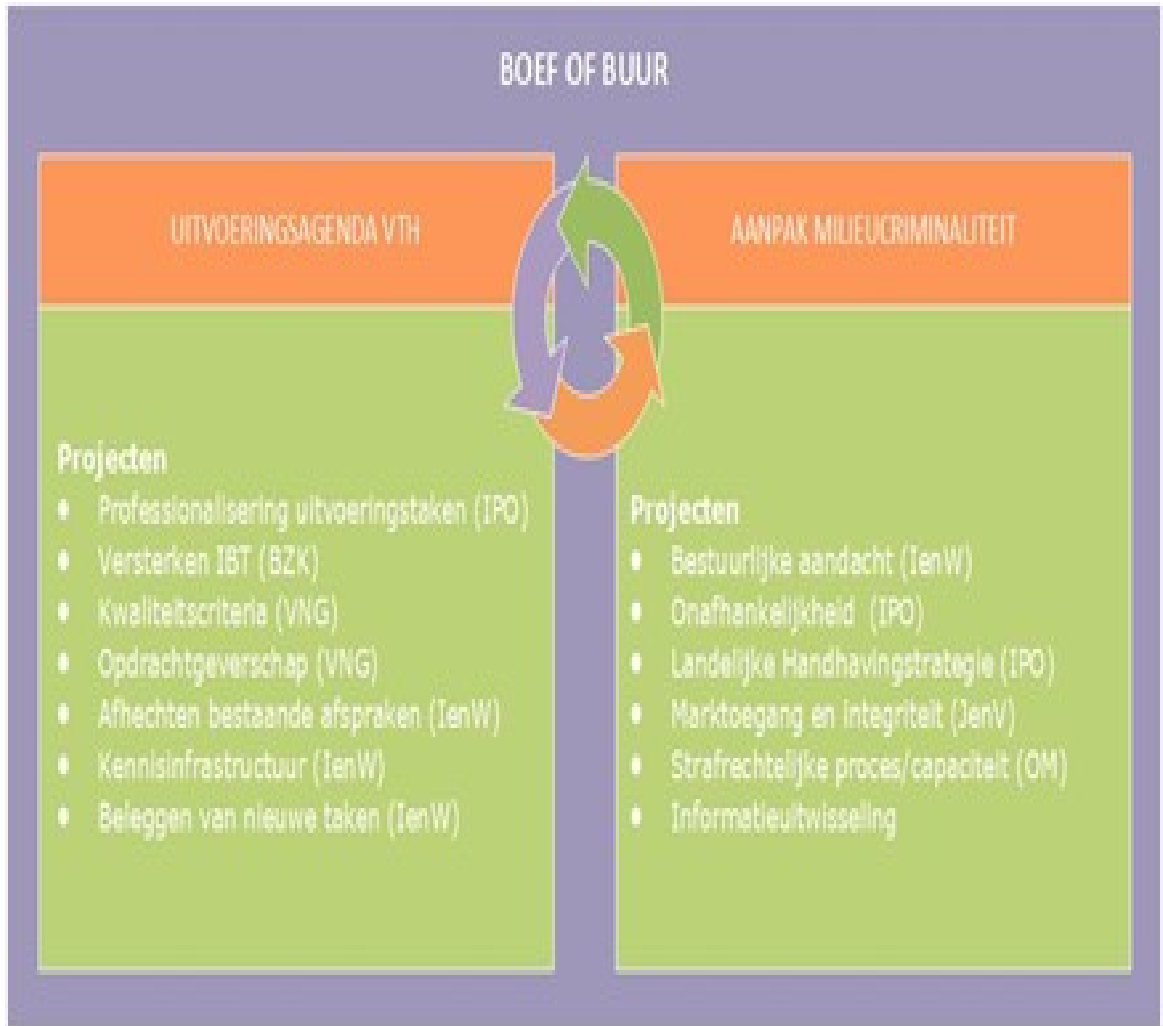 BOEF OF BUUR
UITVOERINGSAGENDA VTH
Projecten
• Professionalisering uitvoeringstaken (IPO)
• Versterken IBT (BZK)
• Kwaliteitscriteria (VNG)
• Opdrachtgeverschap (VNG)
• Afhechten bestaande afspraken (IenW)
• Kennisinfrastructuur (IenW)
• Beleggen van nieuwe taken (IenW)
AANPAK MILIEUCRIMINALITEIT
Projecten
• Bestuurlijke aandacht (IenW)
• Onafhankelijkheid (IPO)
• Landelijke Handhavingstrategie (IPO)
• Marktoegang en integriteit (JenV)
• Strafrechtelijke proces/capaciteit (OM)
• Informatieuitwisseling